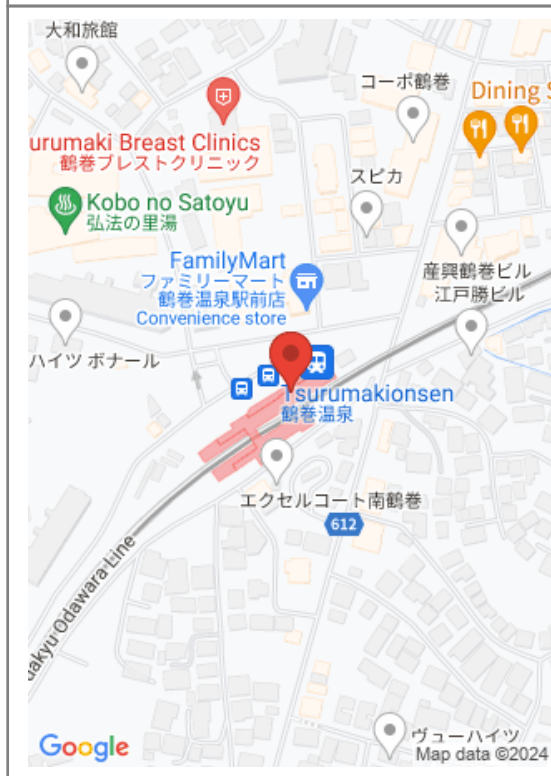 大和旅館
コーポ鶴巻
Dining S
urumaki Breast Clinics
鶴巻ブレストクリニック
スピカ
Kobo no Satoyu
弘法の里湯
FamilyMart
ファミリーマート
鶴巻温泉駅前店
Convenience store
産興鶴巻ビル
江戸勝ビル
ハイツ ボナール
Tsurumakionsen
鶴巻温泉
エクセルコート南鶴巻
612
dakyu Odawara Line
ヴューハイツ
Google
Map data ©2024